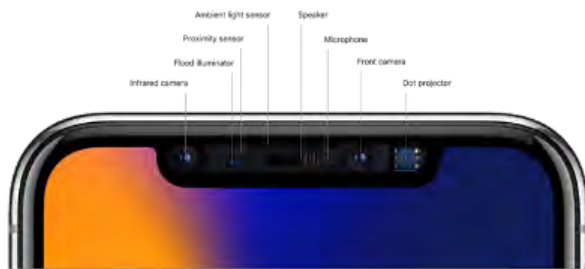 Ambient light sensor
Speaker
Proximity sensor
Microphone
Flood illuminator
Front camera
Infrared camera
Dot projector